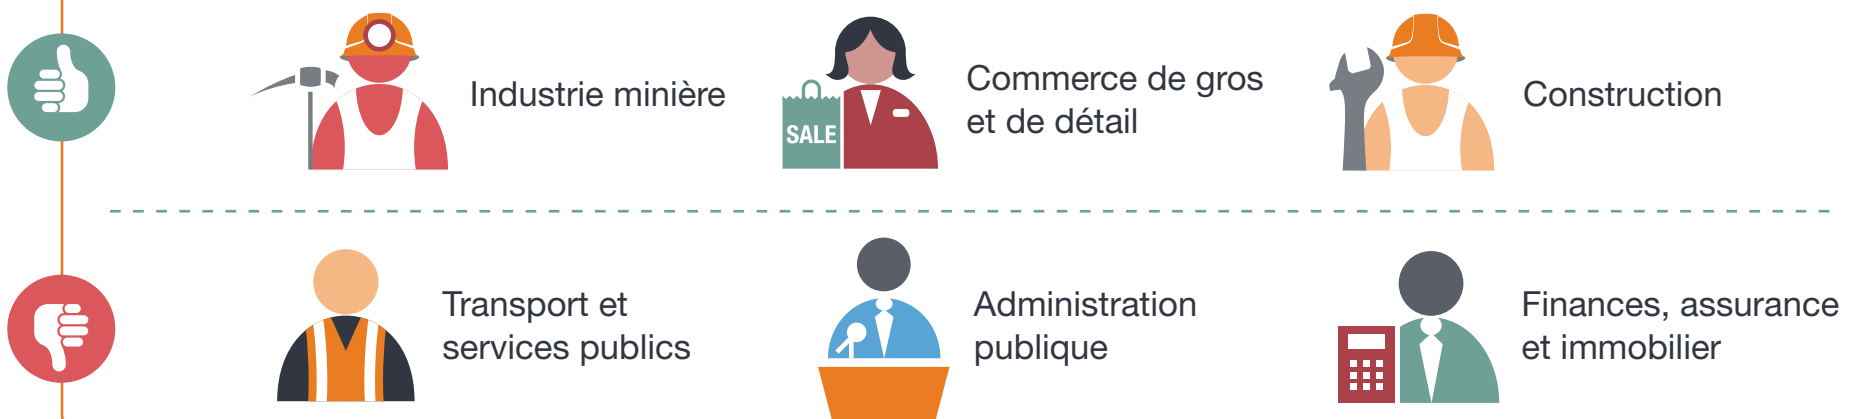 Industrie minière
SALE
Commerce de gros
et de détail
Construction
Transport et
services publics
Administration
publique
Finances, assurance
et immobilier